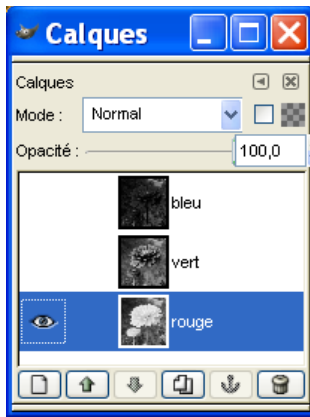 Calques
Calques
Mode : Normal
Opacité : 100,0
bleu
vert
rouge